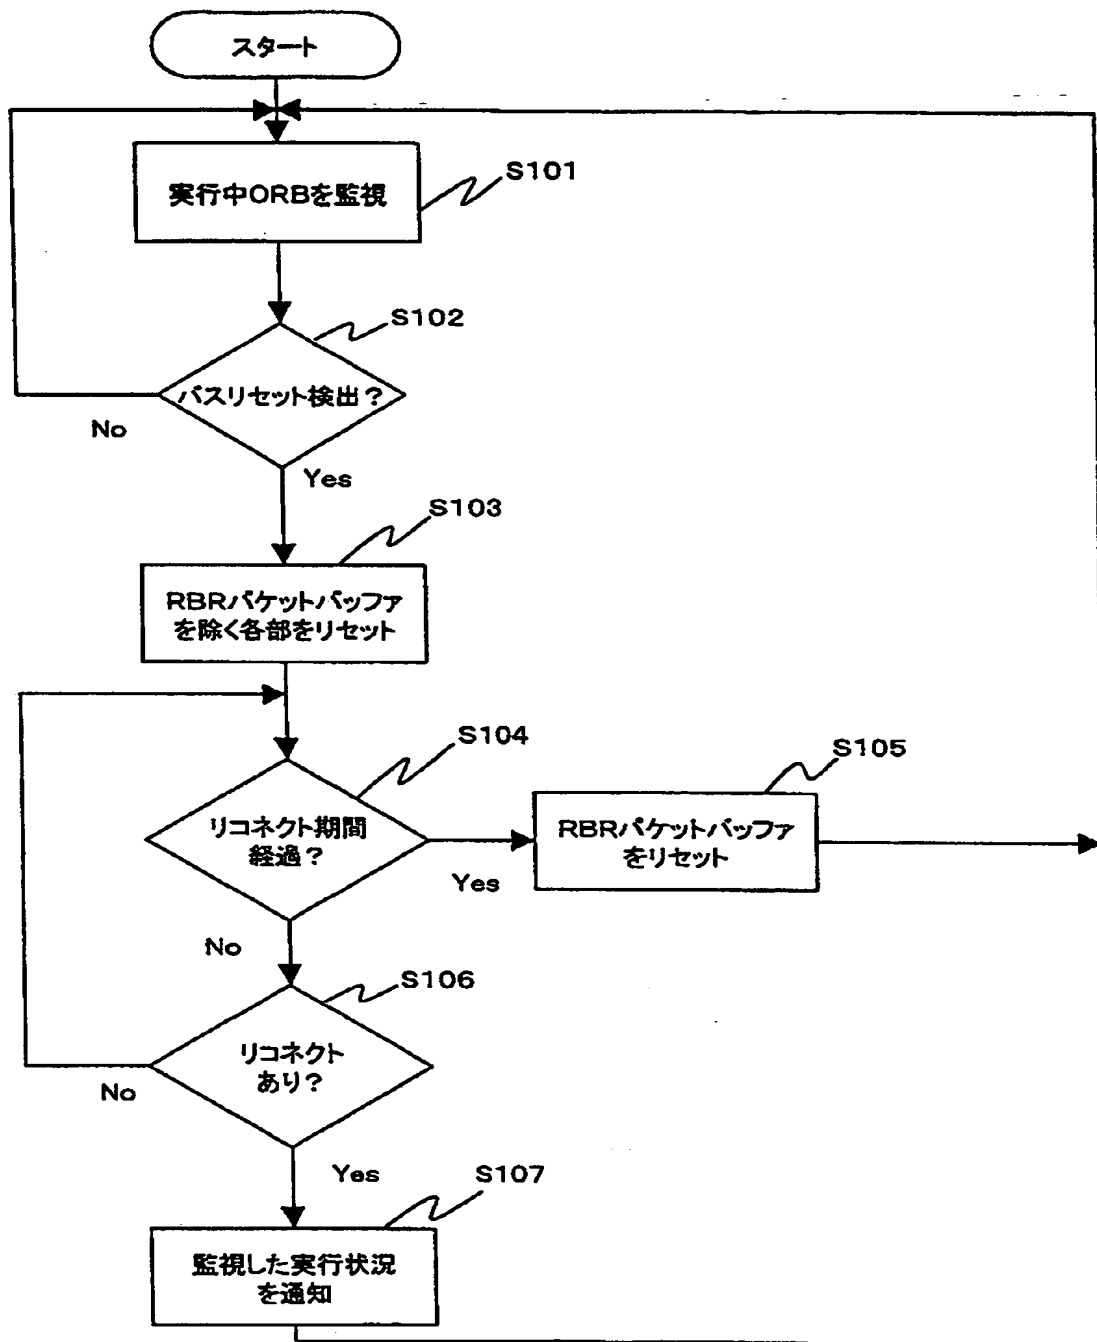 スタート
実行中ORBを監視
S101
S102
バスリセット検出?
No
Yes
S103
RBRパケットバッファ
を除く各部をリセット
S104
リコネクト期間
経過?
Yes
S105
RBRパケットバッファ
をリセット
No
S106
リコネクト
あり?
No
Yes
S107
監視した実行状況
を通知